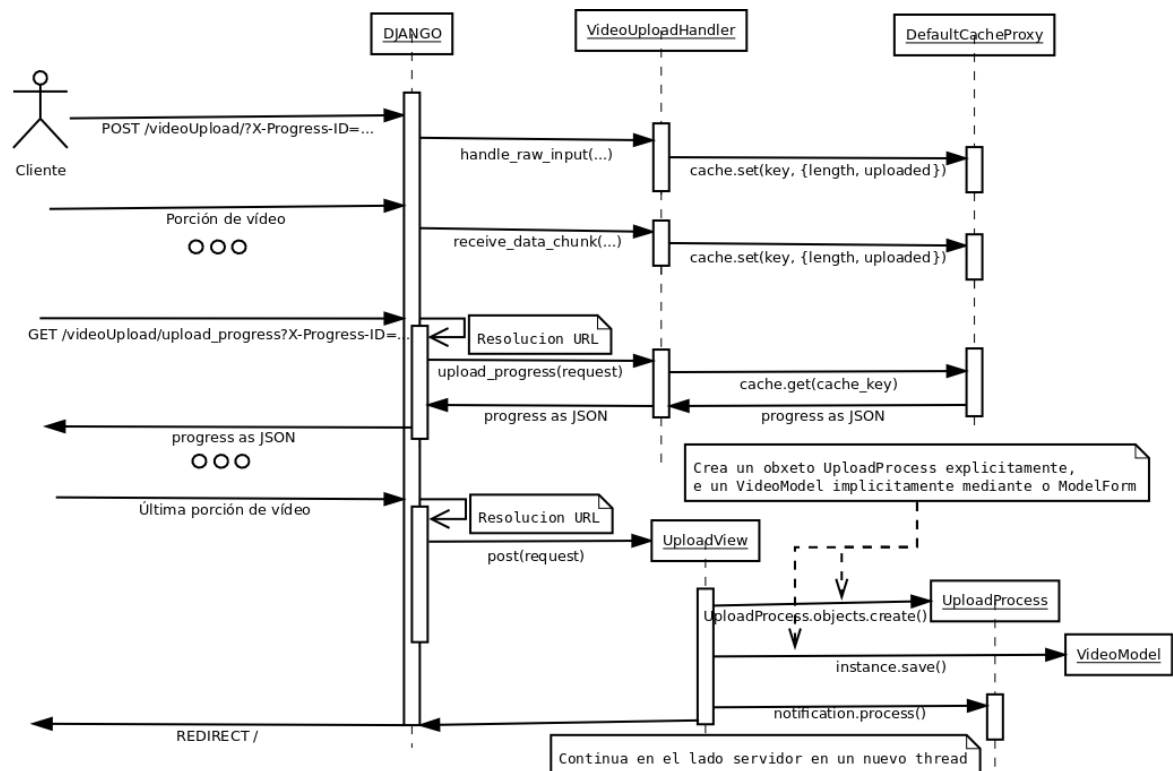 DJANGO
VideoUploadHandler
DefaultCacheProxy
Cliente
POST /videoUpload/?X-Progress-ID=...
handle_raw_input(...)
cache.set(key, {length, uploaded})
Porción de vídeo
receive_data_chunk(...)
cache.set(key, {length, uploaded})
GET /videoUpload/upload_progress?X-Progress-ID=...
Resolucion URL
upload_progress(request)
cache.get(cache_key)
progress as JSON
progress as JSON
progress as JSON
Crea un obxeto UploadProcess explicitamente,
e un VideoModel implicitamente mediante o ModelForm
Última porción de vídeo
Resolucion URL
post(request)
UploadView
UploadProcess.objects.create()
UploadProcess
instance.save()
VideoModel
notification.process()
REDIRECT /
Continua en el lado servidor en un nuevo thread